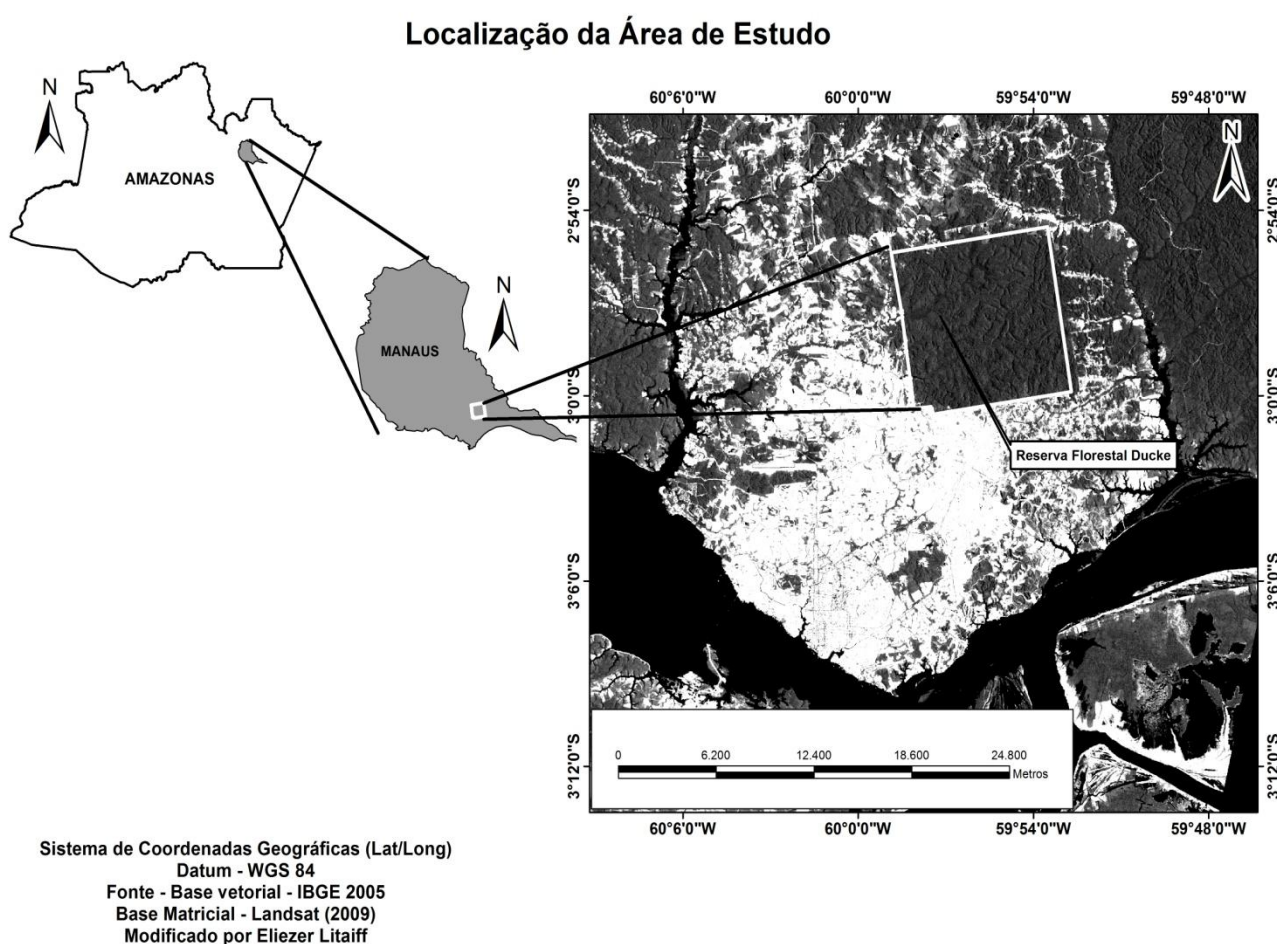 Localização da Área de Estudo
N
AMAZONAS
N
MANAUS
60°6'0"W 60°0'0"W 59°54'0"W 59°48'0"W
N
2°54'0"S
3°0'0"S
3°6'0"S
3°12'0"S
2°54'0"S
3°0'0"S
3°6'0"S
3°12'0"S
Reserva Florestal Ducke
0 6.200 12.400 18.600 24.800
Metros
60°6'0"W 60°0'0"W 59°54'0"W 59°48'0"W
Sistema de Coordenadas Geográficas (Lat/Long)
Datum - WGS 84
Fonte - Base vetorial - IBGE 2005
Base Matricial - Landsat (2009)
Modificado por Eliezer Litaiff